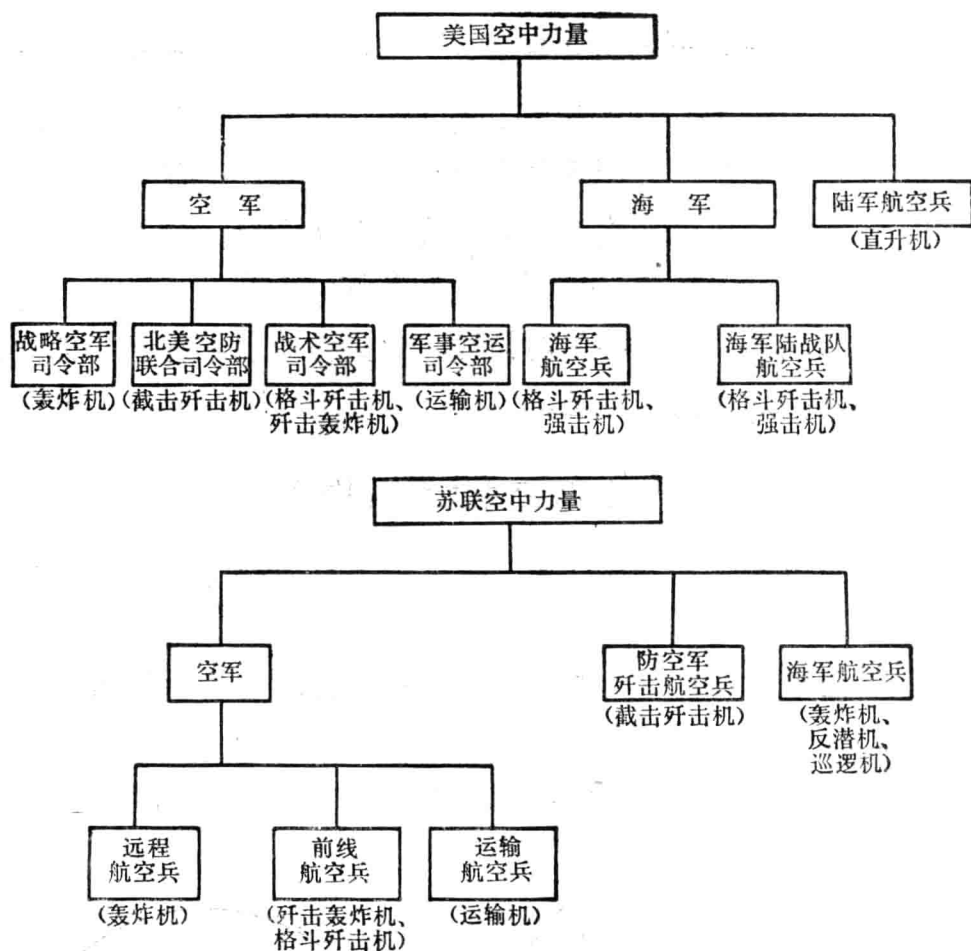 美国空中力量
空 军
海 军
陆军航空兵
(直升机)
战略空军
司令部
(轰炸机)
北美空防
联合司令部
(截击歼击机)
战术空军
司令部
(格斗歼击机、
歼击轰炸机)
军事空运
司令部
(运输机)
海军
航空兵
(格斗歼击机、
强击机)
海军陆战队
航空兵
(格斗歼击机、
强击机)
苏联空中力量
空军
防空军
歼击航空兵
(截击歼击机)
海军航空兵
(轰炸机、
反潜机、
巡逻机)
远程
航空兵
(轰炸机)
前线
航空兵
(歼击轰炸机、
格斗歼击机)
运输
航空兵
(运输机)